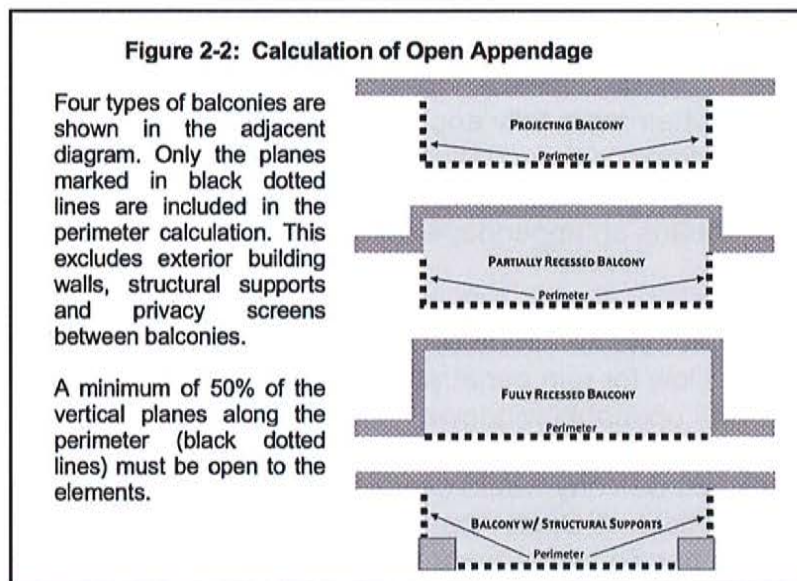 Figure 2-2: Calculation of Open Appendage
Four types of balconies are
shown in the adjacent
diagram. Only the planes
marked in black dotted
lines are included in the
perimeter calculation. This
excludes exterior building
walls, structural supports
and privacy screens
between balconies.
A minimum of 50% of the
vertical planes along the
perimeter (black dotted
lines) must be open to the
elements.
PROJECTING BALCONY
Perimeter
PARTIALLY RECESSED BALCONY
Perimeter
FULLY RECESSED BALCONY
Perimeter
BALCONY W/ STRUCTURAL SUPPORTS
Perimeter